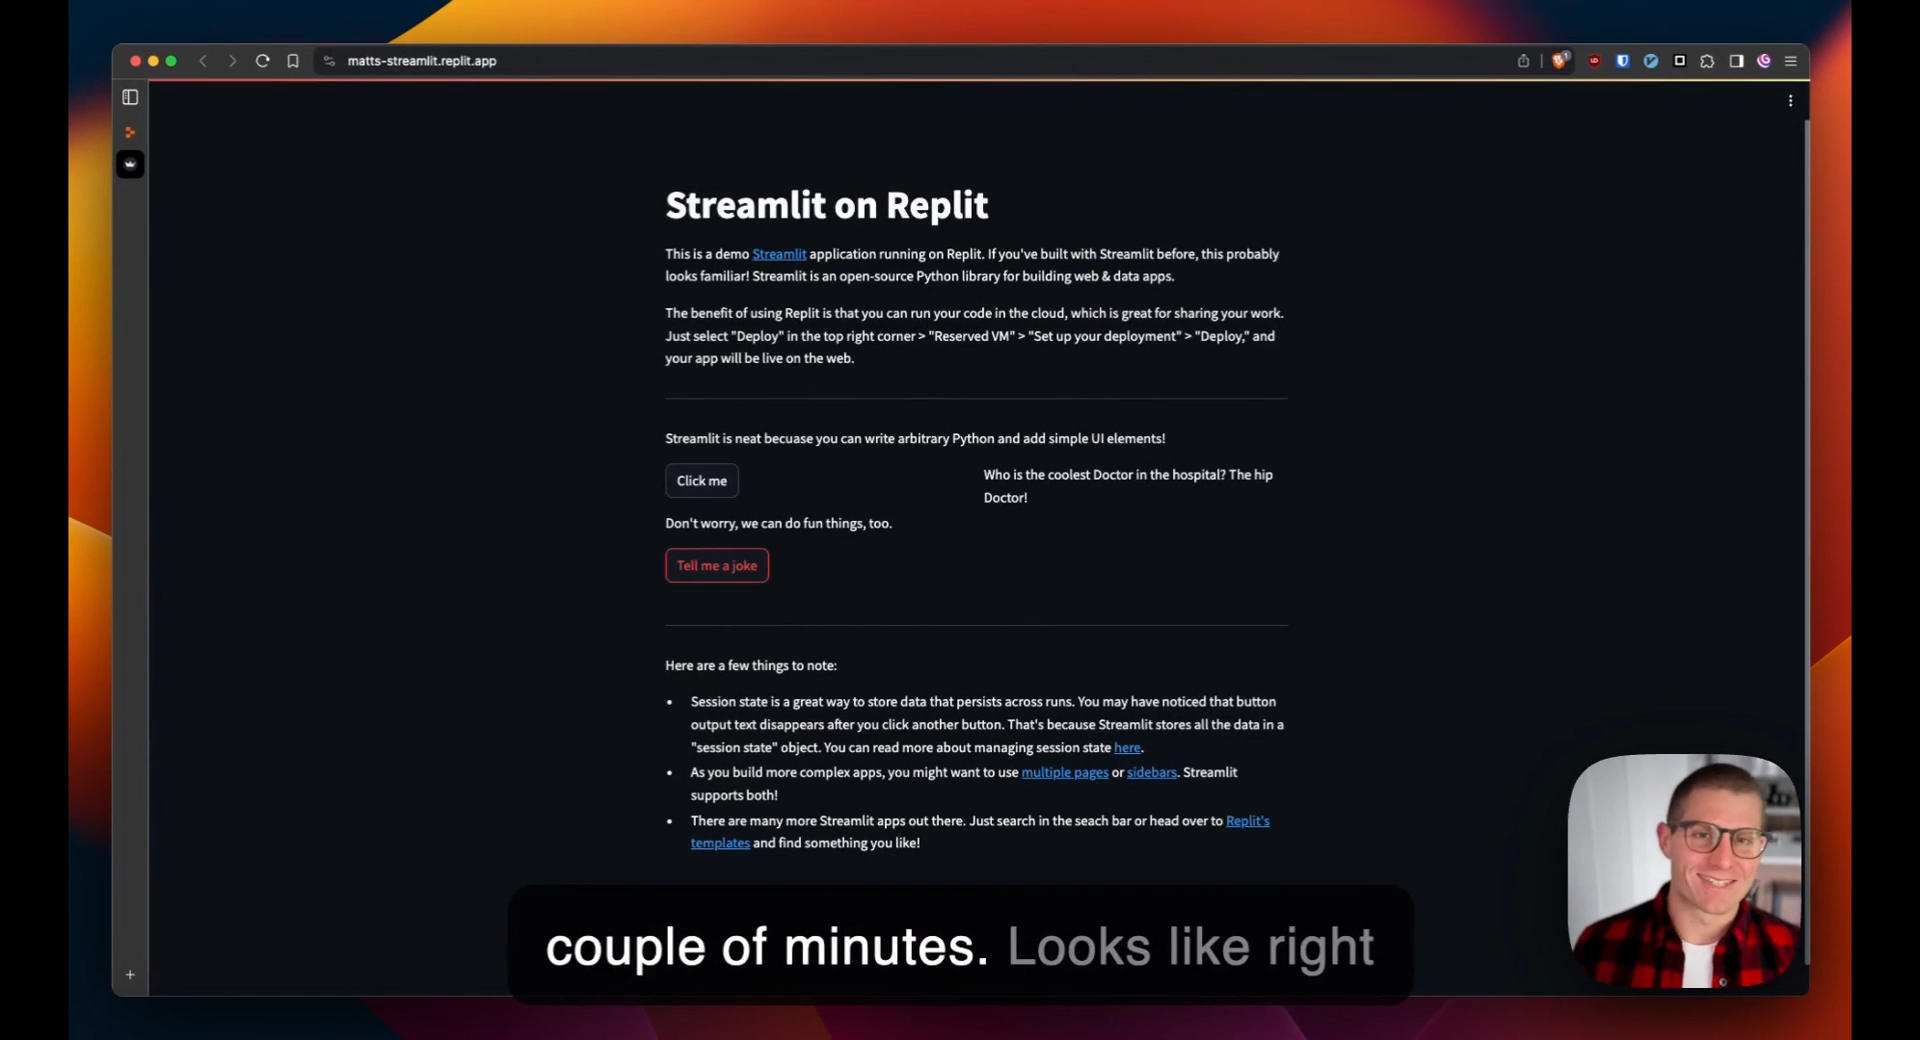 matts-streamlit.replit.app
Streamlit on Replit
This is a demo Streamlit application running on Replit. If you've built with Streamlit before, this probably
looks familiar! Streamlit is an open-source Python library for building web & data apps.
The benefit of using Replit is that you can run your code in the cloud, which is great for sharing your work.
Just select "Deploy" in the top right corner > "Reserved VM" > "Set up your deployment" > "Deploy," and
your app will be live on the web.
Streamlit is neat becuase you can write arbitrary Python and add simple UI elements!
Click me
Who is the coolest Doctor in the hospital? The hip
Doctor!
Don't worry, we can do fun things, too.
Tell me a joke
Here are a few things to note:
Session state is a great way to store data that persists across runs. You may have noticed that button
output text disappears after you click another button. That's because Streamlit stores all the data in a
"session state" object. You can read more about managing session state here.
As you build more complex apps, you might want to use multiple pages or sidebars. Streamlit
supports both!
There are many more Streamlit apps out there. Just search in the seach bar or head over to Replit's
templates and find something you like!
couple of minutes. Looks like right